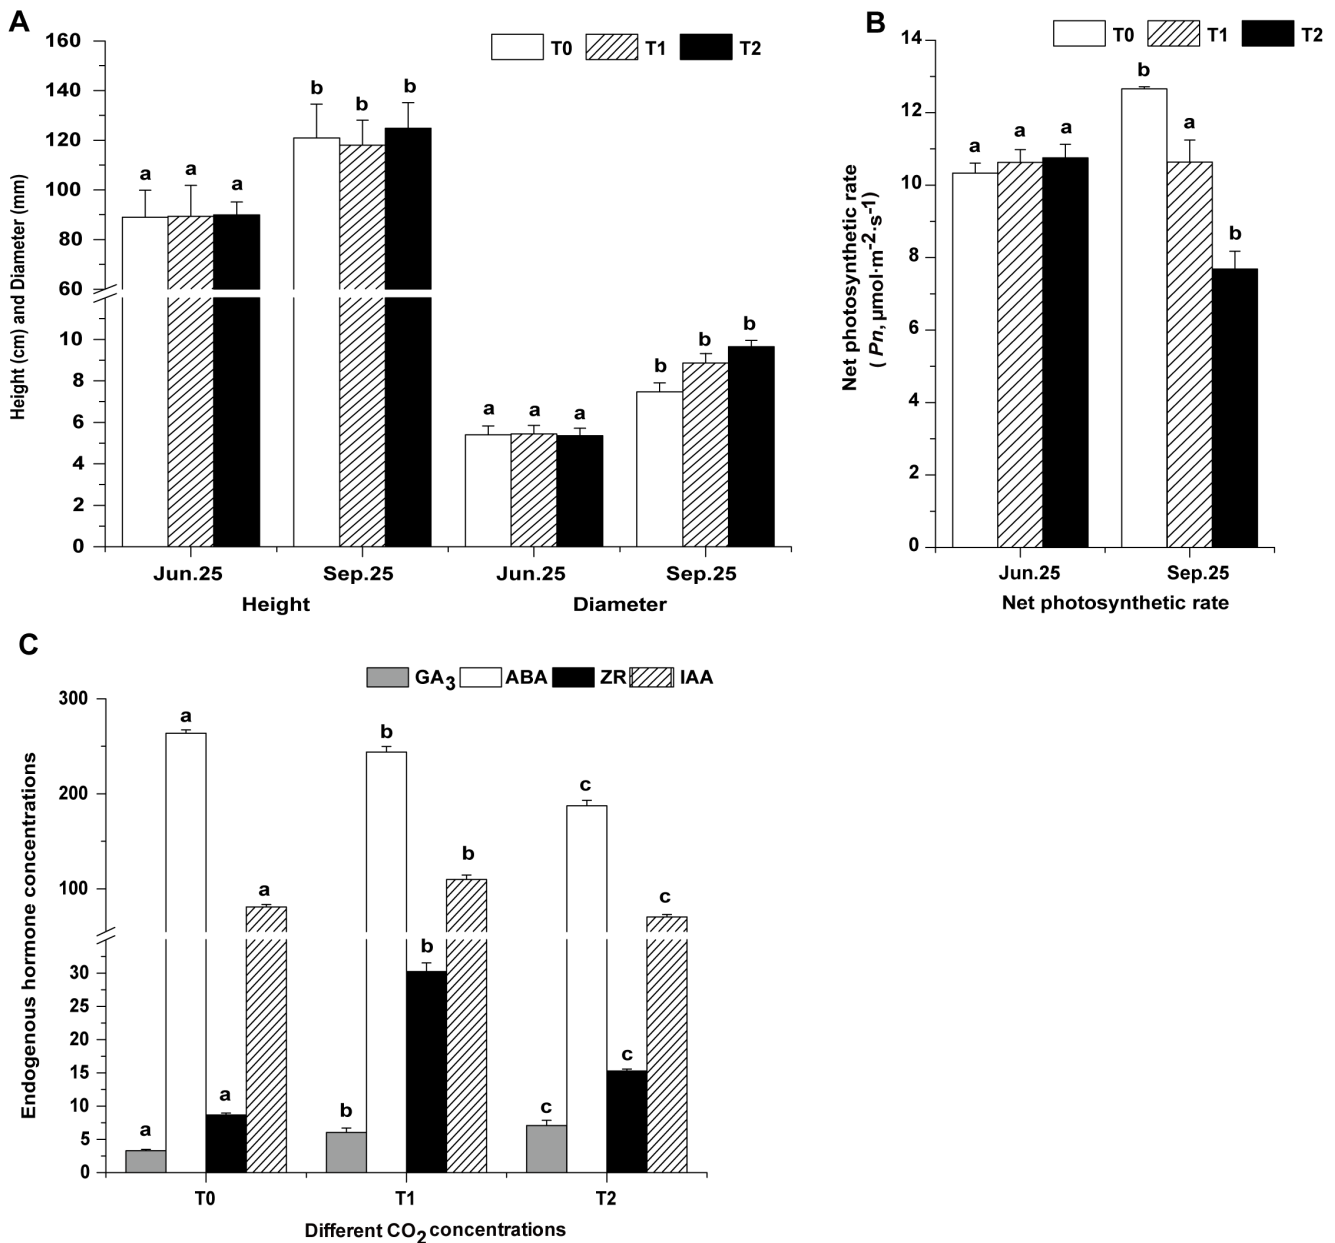 A
T0 T1 T2
Height (cm) and Diameter (mm)
160
140
120
100
80
60
10
8
6
4
2
0
a a a b b b
a a a b b b
Jun.25 Sep.25 Jun.25 Sep.25
Height Diameter
B
T0 T1 T2
Net photosynthetic rate
( Pn, μmol·m-2·s-1)
14
12
10
8
6
4
2
0
a a a b a b
Jun.25 Sep.25
Net photosynthetic rate
C
GA3 ABA ZR IAA
Endogenous hormone concentrations
300
200
100
30
25
20
15
10
5
0
a a a a
b b b b
c c c c
T0 T1 T2
Different CO2 concentrations